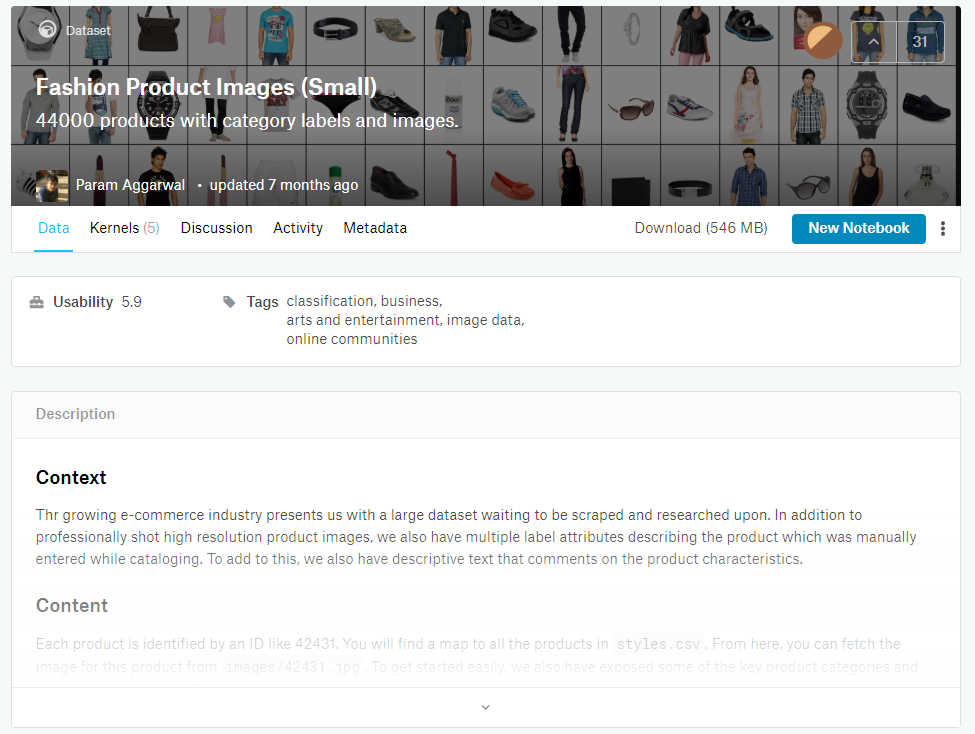 Dataset
31
Fashion Product Images (Small)
44000 products with category labels and images.
Param Aggarwal • updated 7 months ago
Data Kernels (5) Discussion Activity Metadata Download (546 MB) New Notebook
Usability 5.9 Tags classification, business,
arts and entertainment, image data,
online communities
Description
Context
Thr growing e-commerce industry presents us with a large dataset waiting to be scraped and researched upon. In addition to
professionally shot high resolution product images, we also have multiple label attributes describing the product which was manually
entered while cataloging. To add to this, we also have descriptive text that comments on the product characteristics.
Content
Each product is identified by an ID like 42431. You will find a map to all the products in styles.csv. From here, you can fetch the
image for this product from images/42431.jpg. To get started easily, we also have exposed some of the key product categories and